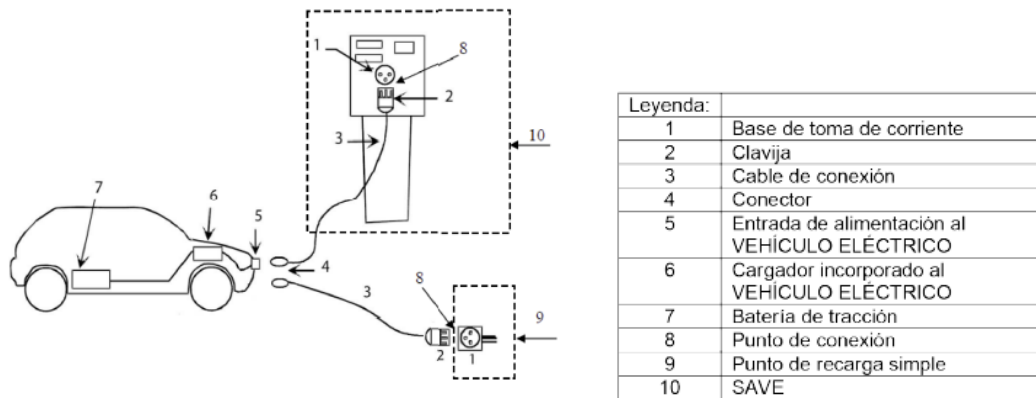 1
8
2
3
10
7
6
5
4
3
8
9
2
1
Leyenda:
1 Base de toma de corriente
2 Clavija
3 Cable de conexión
4 Conector
5 Entrada de alimentación al
VEHÍCULO ELÉCTRICO
6 Cargador incorporado al
VEHÍCULO ELÉCTRICO
7 Batería de tracción
8 Punto de conexión
9 Punto de recarga simple
10 SAVE